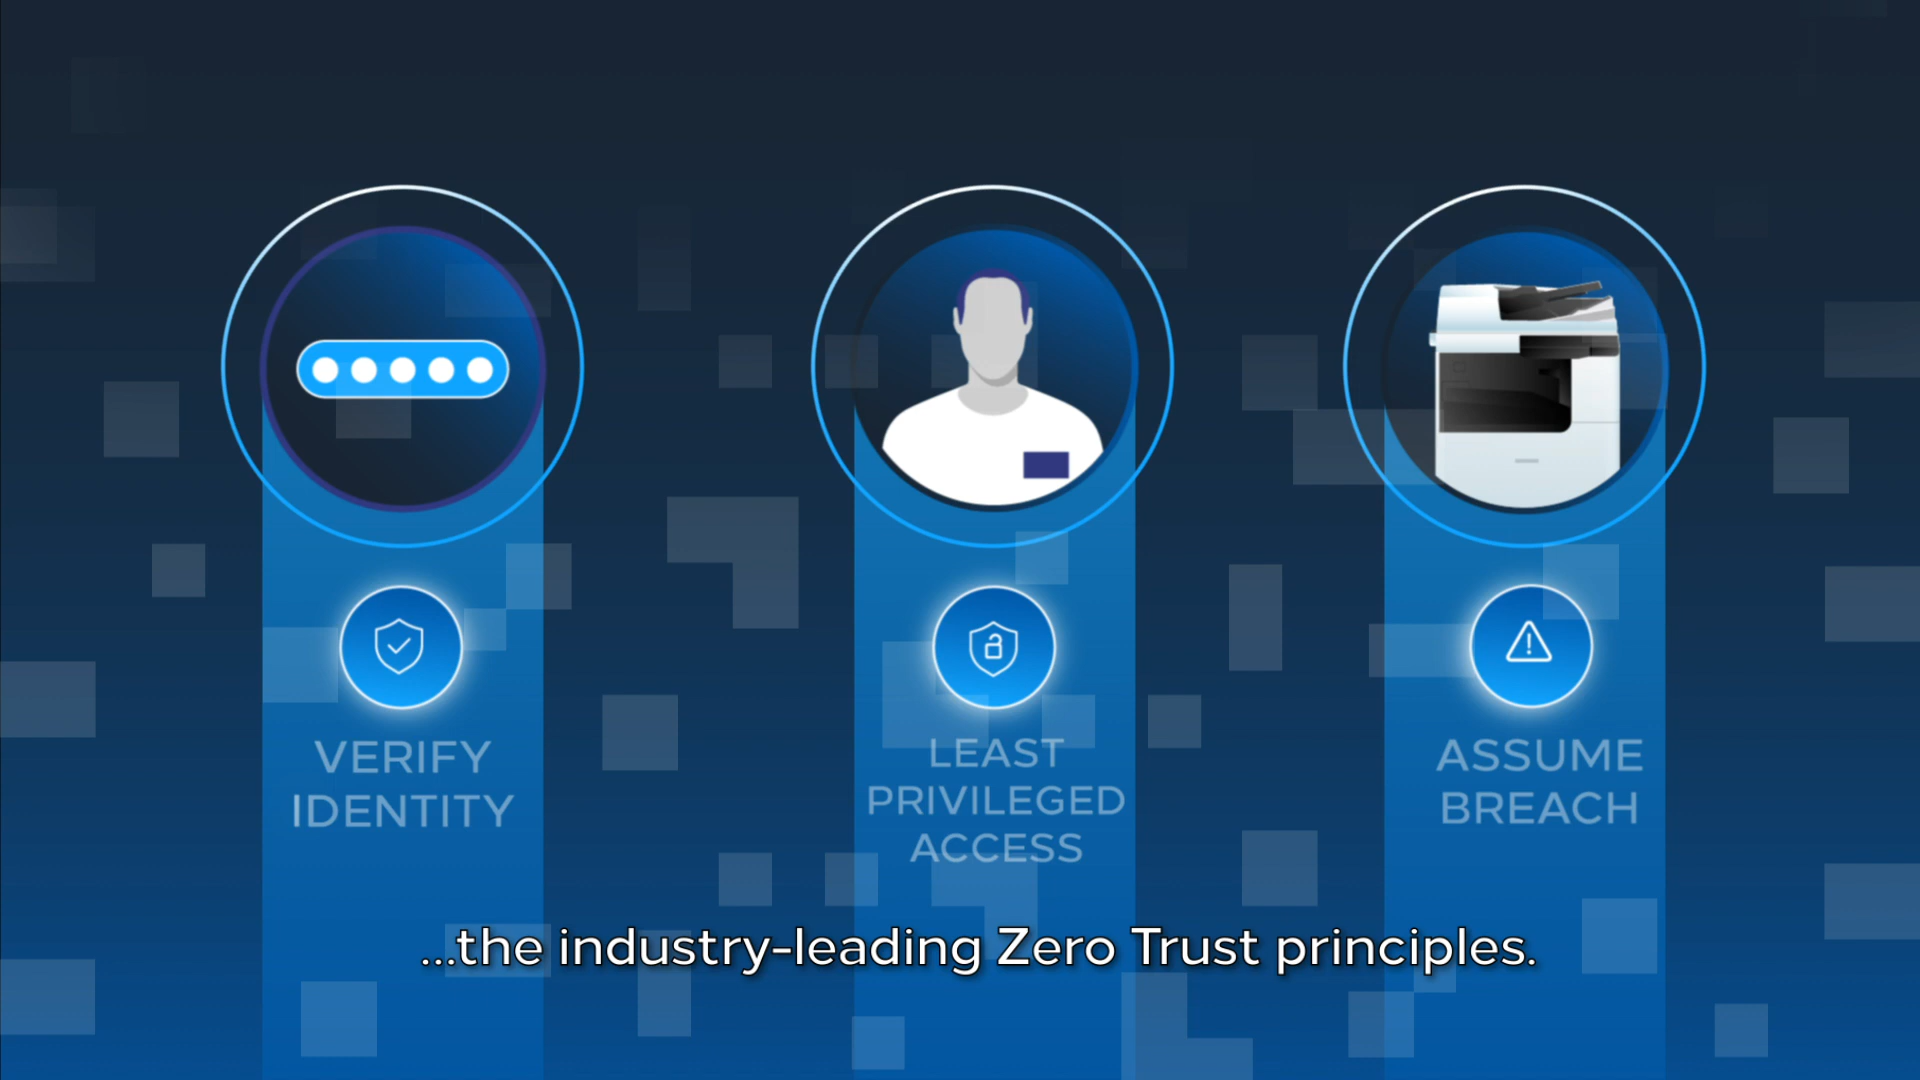 VERIFY
IDENTITY
LEAST
PRIVILEGED
ACCESS
ASSUME
BREACH
...the industry-leading Zero Trust principles.